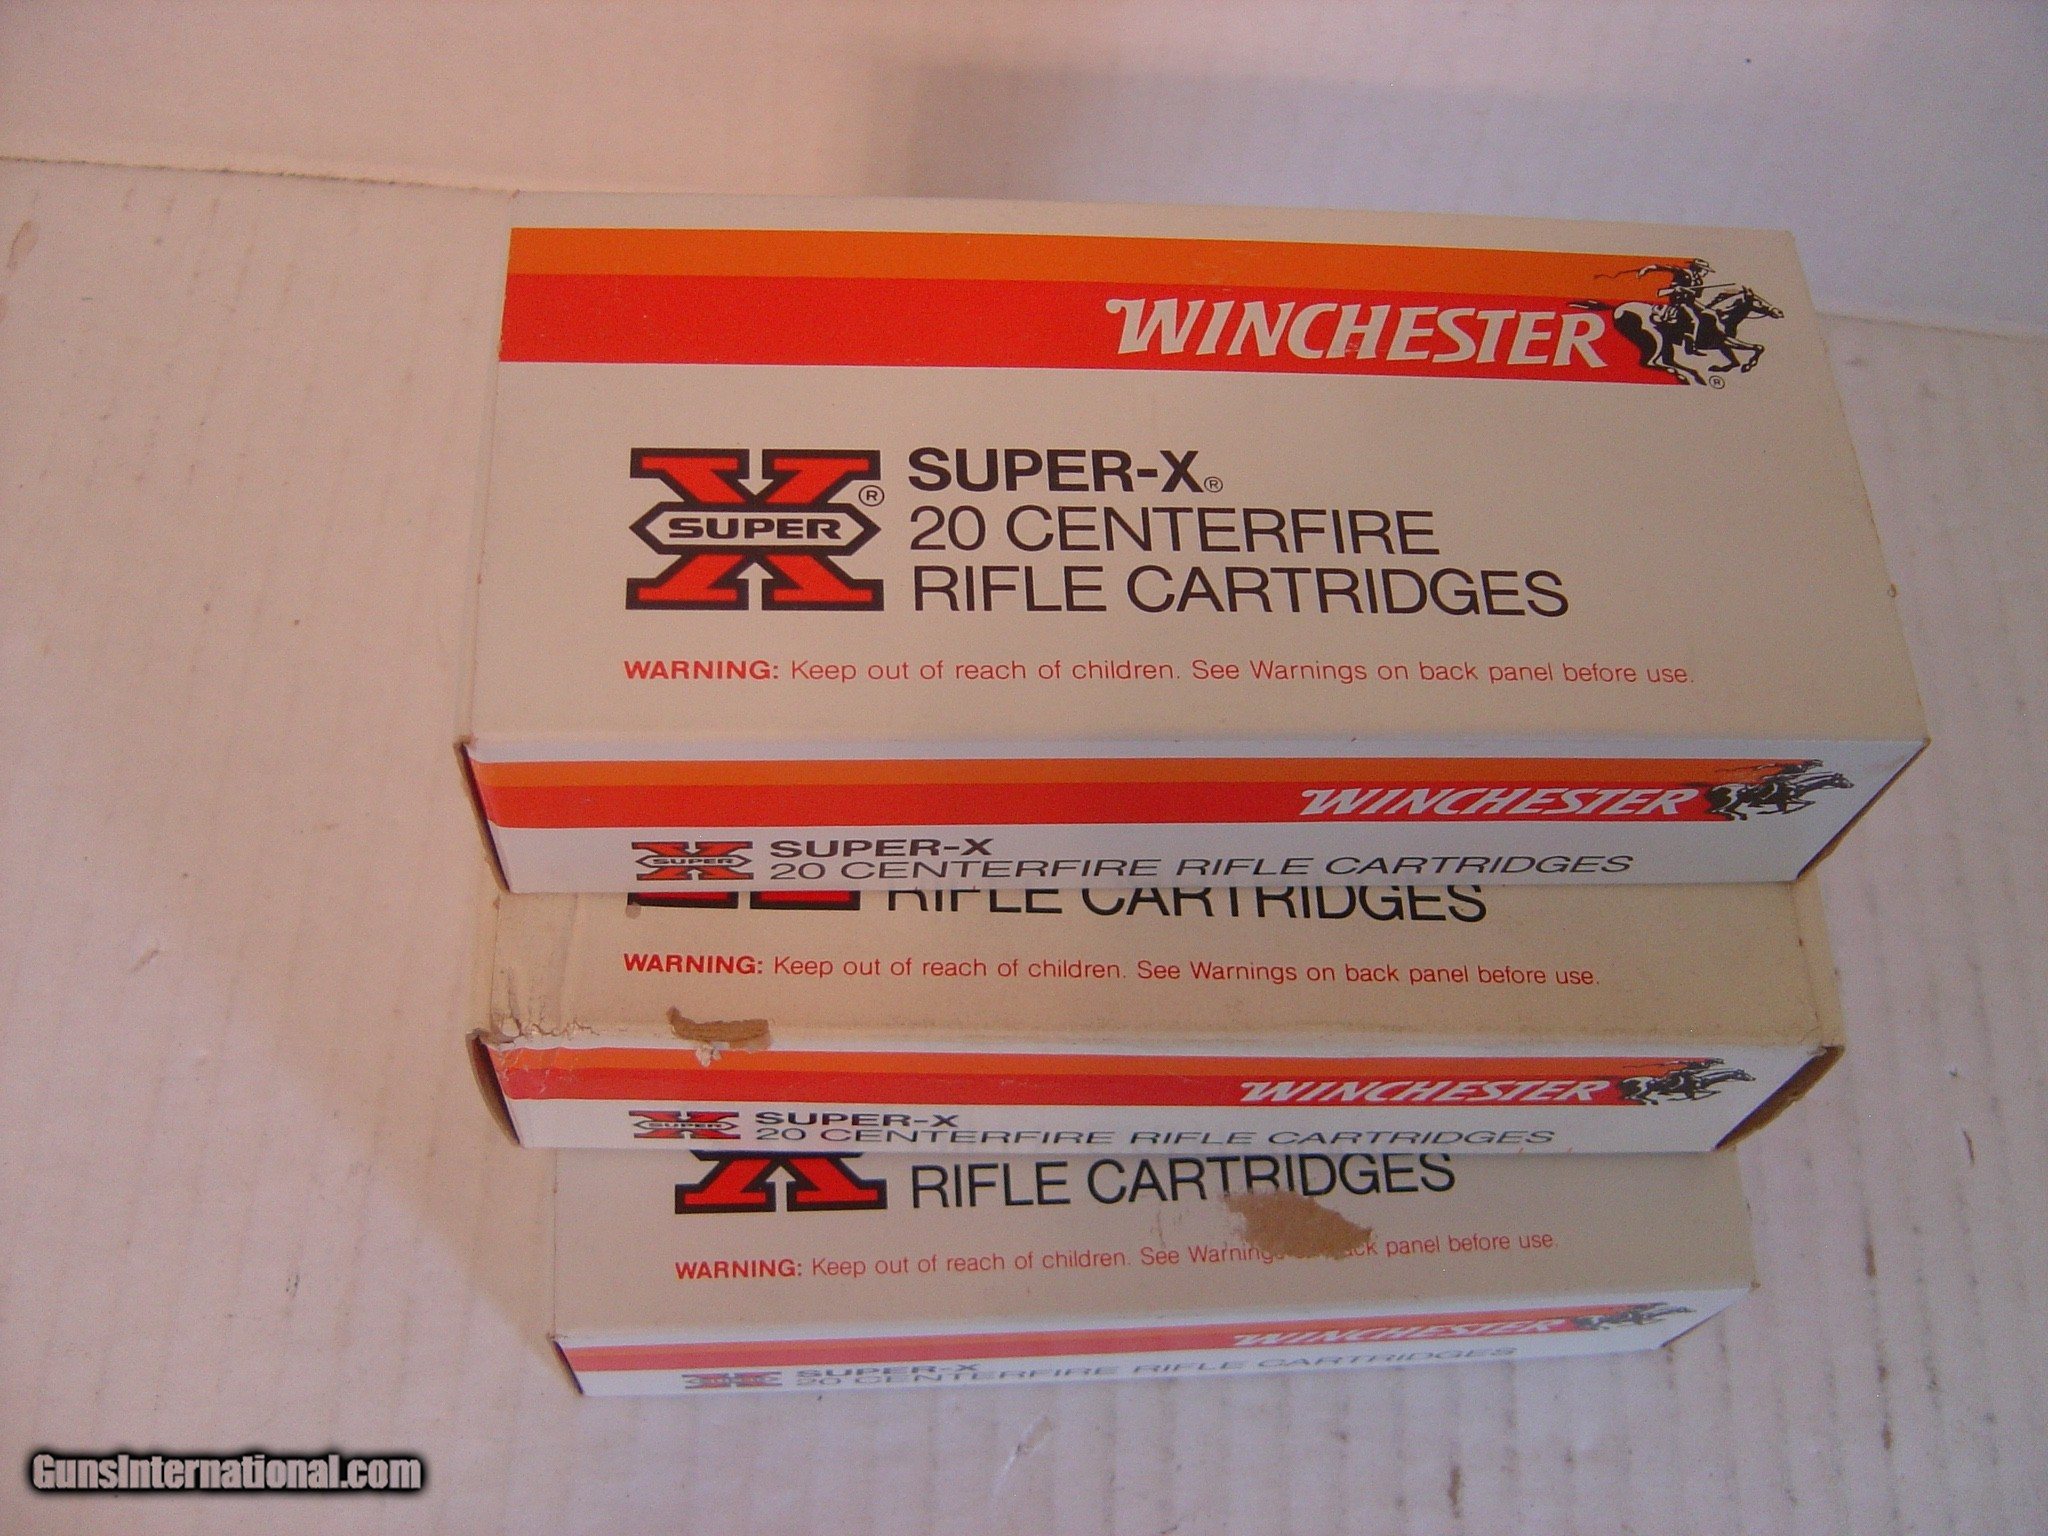 WINCHESTER
®
SUPER ® SUPER-X®
20 CENTERFIRE
RIFLE CARTRIDGES
WARNING: Keep out of reach of children. See Warnings on back panel before use.
WINCHESTER
SUPER SUPER-X
20 CENTERFIRE RIFLE CARTRIDGES
RIFLE CARTRIDGES
WARNING: Keep out of reach of children. See Warnings on back panel before use.
WINCHESTER
SUPER SUPER-X
20 CENTERFIRE RIFLE CARTRIDGES
RIFLE CARTRIDGES
WARNING: Keep out of reach of children. See Warning panel before use.
WINCHESTER
SUPER SUPER-X
20 CENTERFIRE RIFLE CARTRIDGES
GunsInternational.com